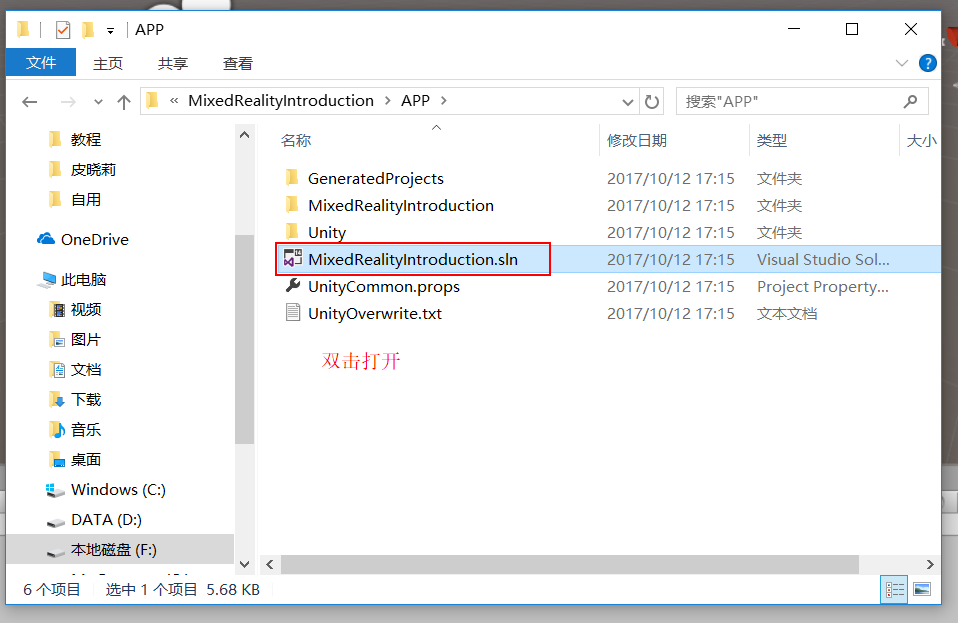 APP
文件 主页 共享 查看
« MixedRealityIntroduction > APP > 搜索"APP"
名称 修改日期 类型 大小
教程
皮晓莉
自用
OneDrive
此电脑
视频
图片
文档
下载
音乐
桌面
Windows (C:)
DATA (D:)
本地磁盘 (F:)
GeneratedProjects 2017/10/12 17:15 文件夹
MixedRealityIntroduction 2017/10/12 17:15 文件夹
Unity 2017/10/12 17:15 文件夹
MixedRealityIntroduction.sln 2017/10/12 17:15 Visual Studio Sol...
UnityCommon.props 2017/10/12 17:15 Project Property...
UnityOverwrite.txt 2017/10/12 17:15 文本文档
双击打开
6 个项目 选中 1 个项目 5.68 KB